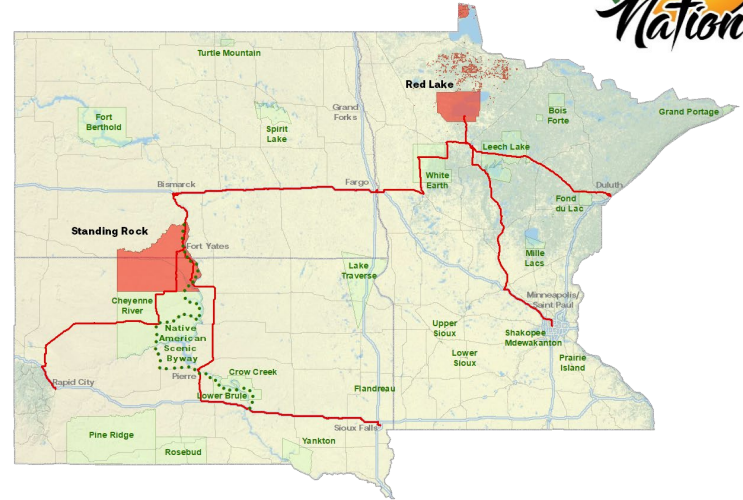 Nation
Turtle Mountain
Red Lake
Grand
Forks
Fort
Berthold
Spirit
Lake
Bois
Forte
Grand Portage
Leech Lake
White
Earth
Bismarck
Fargo
Duluth
Fond
du Lac
Standing Rock
Fort Yates
Mille
Lacs
Lake
Traverse
Cheyenne
River
Minneapolis/
Saint Paul
Native
American
Scenic
Byway
Upper
Sioux
Shakopee
Mdewakanton
Lower
Sioux
Prairie
Island
Rapid City
Pierre
Crow Creek
Lower Brule
Flandreau
Sioux Falls
Pine Ridge
Rosebud
Yankton